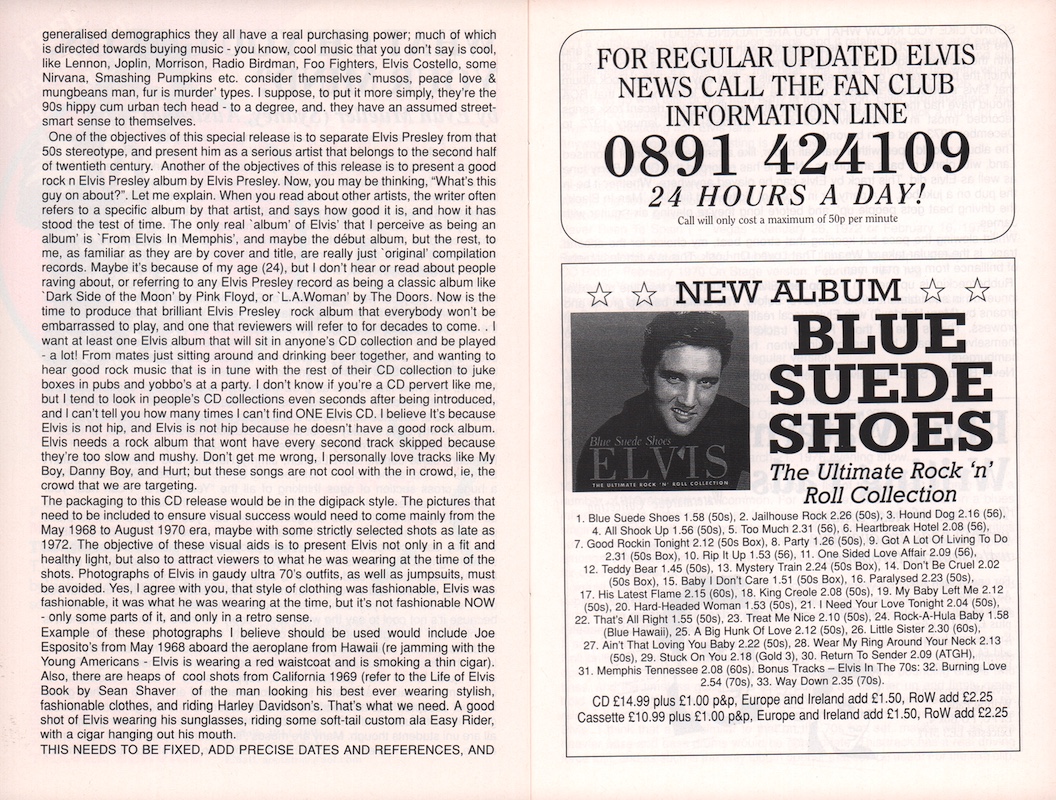 generalised demographics they all have a real purchasing power; much of which
is directed towards buying music - you know, cool music that you don't say is cool,
like Lennon, Joplin, Morrison, Radio Birdman, Foo Fighters, Elvis Costello, some
Nirvana, Smashing Pumpkins etc. consider themselves `musos, peace love &
mungbeans man, fur is murder' types. I suppose, to put it more simply, they're the
90s hippy cum urban tech head - to a degree, and. they have an assumed street-
smart sense to themselves.
One of the objectives of this special release is to separate Elvis Presley from that
50s stereotype, and present him as a serious artist that belongs to the second half
of twentieth century. Another of the objectives of this release is to present a good
rock n Elvis Presley album by Elvis Presley. Now, you may be thinking, "What's this
guy on about?". Let me explain. When you read about other artists, the writer often
refers to a specific album by that artist, and says how good it is, and how it has
stood the test of time. The only real `album' of Elvis' that I perceive as being an
album' is `From Elvis In Memphis', and maybe the début album, but the rest, to
me, as familiar as they are by cover and title, are really just `original' compilation
records. Maybe it's because of my age (24), but I don't hear or read about people
raving about, or referring to any Elvis Presley record as being a classic album like
`Dark Side of the Moon' by Pink Floyd, or `L.A.Woman' by The Doors. Now is the
time to produce that brilliant Elvis Presley rock album that everybody won't be
embarrassed to play, and one that reviewers will refer to for decades to come. . I
want at least one Elvis album that will sit in anyone's CD collection and be played
- a lot! From mates just sitting around and drinking beer together, and wanting to
hear good rock music that is in tune with the rest of their CD collection to juke
boxes in pubs and yobbo's at a party. I don't know if you're a CD pervert like me,
but I tend to look in people's CD collections even seconds after being introduced,
and I can't tell you how many times I can't find ONE Elvis CD. I believe It's because
Elvis is not hip, and Elvis is not hip because he doesn't have a good rock album.
Elvis needs a rock album that wont have every second track skipped because
they're too slow and mushy. Don't get me wrong, I personally love tracks like My
Boy, Danny Boy, and Hurt; but these songs are not cool with the in crowd, ie, the
crowd that we are targeting.
The packaging to this CD release would be in the digipack style. The pictures that
need to be included to ensure visual success would need to come mainly from the
May 1968 to August 1970 era, maybe with some strictly selected shots as late as
1972. The objective of these visual aids is to present Elvis not only in a fit and
healthy light, but also to attract viewers to what he was wearing at the time of the
shots. Photographs of Elvis in gaudy ultra 70's outfits, as well as jumpsuits, must
be avoided. Yes, I agree with you, that style of clothing was fashionable, Elvis was
fashionable, it was what he was wearing at the time, but it's not fashionable NOW
- only some parts of it, and only in a retro sense.
Example of these photographs I believe should be used would include Joe
Esposito's from May 1968 aboard the aeroplane from Hawaii (re jamming with the
Young Americans - Elvis is wearing a red waistcoat and is smoking a thin cigar).
Also, there are heaps of cool shots from California 1969 (refer to the Life of Elvis
Book by Sean Shaver of the man looking his best ever wearing stylish,
fashionable clothes, and riding Harley Davidson's. That's what we need. A good
shot of Elvis wearing his sunglasses, riding some soft-tail custom ala Easy Rider,
with a cigar hanging out his mouth.
THIS NEEDS TO BE FIXED, ADD PRECISE DATES AND REFERENCES, AND
FOR REGULAR UPDATED ELVIS
NEWS CALL THE FAN CLUB
INFORMATION LINE
0891 424109
24 HOURS A DAY!
Call will only cost a maximum of 50p per minute
☆ ☆ NEW ALBUM ☆ ☆
BLUE
SUEDE
SHOES
Blue Suede Shoes
ELVIS
THE ULTIMATE ROCK 'N' ROLL COLLECTION
The Ultimate Rock 'n'
Roll Collection
1. Blue Suede Shoes 1.58 (50s), 2. Jailhouse Rock 2.26 (50s), 3. Hound Dog 2.16 (56),
4. All Shook Up 1.56 (50s), 5. Too Much 2.31 (56), 6. Heartbreak Hotel 2.08 (56),
7. Good Rockin Tonight 2.12 (50s Box), 8. Party 1.26 (50s), 9. Got A Lot Of Living To Do
2.31 (50s Box), 10. Rip It Up 1.53 (56), 11. One Sided Love Affair 2.09 (56),
12. Teddy Bear 1.45 (50s), 13. Mystery Train 2.24 (50s Box), 14. Don't Be Cruel 2.02
(50s Box), 15. Baby I Don't Care 1.51 (50s Box), 16. Paralysed 2.23 (50s),
17. His Latest Flame 2.15 (60s), 18. King Creole 2.08 (50s), 19. My Baby Left Me 2.12
(50s), 20. Hard-Headed Woman 1.53 (50s), 21. I Need Your Love Tonight 2.04 (50s),
22. That's All Right 1.55 (50s), 23. Treat Me Nice 2.10 (50s), 24. Rock-A-Hula Baby 1.58
(Blue Hawaii), 25. A Big Hunk Of Love 2.12 (50s), 26. Little Sister 2.30 (60s),
27. Ain't That Loving You Baby 2.22 (50s), 28. Wear My Ring Around Your Neck 2.13
(50s), 29. Stuck On You 2.18 (Gold 3), 30. Return To Sender 2.09 (ATGH),
31. Memphis Tennessee 2.08 (60s). Bonus Tracks – Elvis In The 70s: 32. Burning Love
2.54 (70s), 33. Way Down 2.35 (70s).
CD £14.99 plus £1.00 p&p, Europe and Ireland add £1.50, RoW add £2.25
Cassette £10.99 plus £1.00 p&p, Europe and Ireland add £1.50, RoW add £2.25